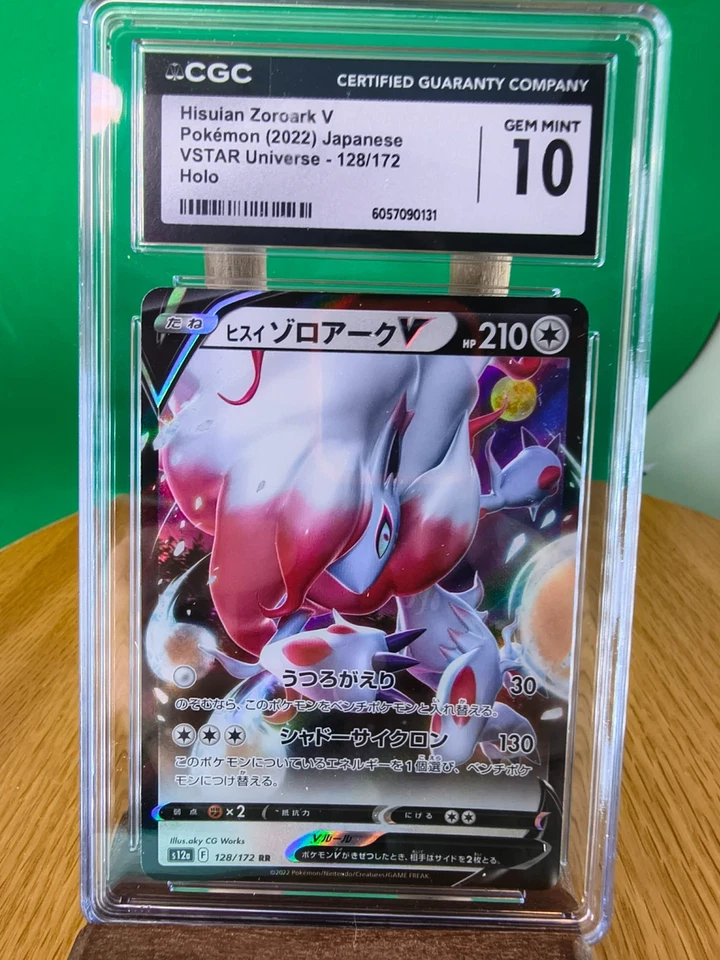 CGC
CERTIFIED GUARANTY COMPANY
Hisuian Zoroark V
Pokémon (2022) Japanese
VSTAR Universe - 128/172
Holo
GEM MINT
10
6057090131
たね
ヒスイ ゾロアークV
HP 210
うつろがえり 30
のぞむなら、このポケモンをベンチポケモンと入れ替える。
シャドーサイクロン 130
このポケモンについているエネルギーを1個選び、ベンチポケ
モンにつけ替える。
弱点 ×2 抵抗力 にげる
Illus.aky CG Works
Vルール
s12a F 128/172 RR
ポケモンVがきぜつしたとき、相手はサイドを2枚とる。
©2022 Pokémon/Nintendo/Creatures/GAME FREAK.